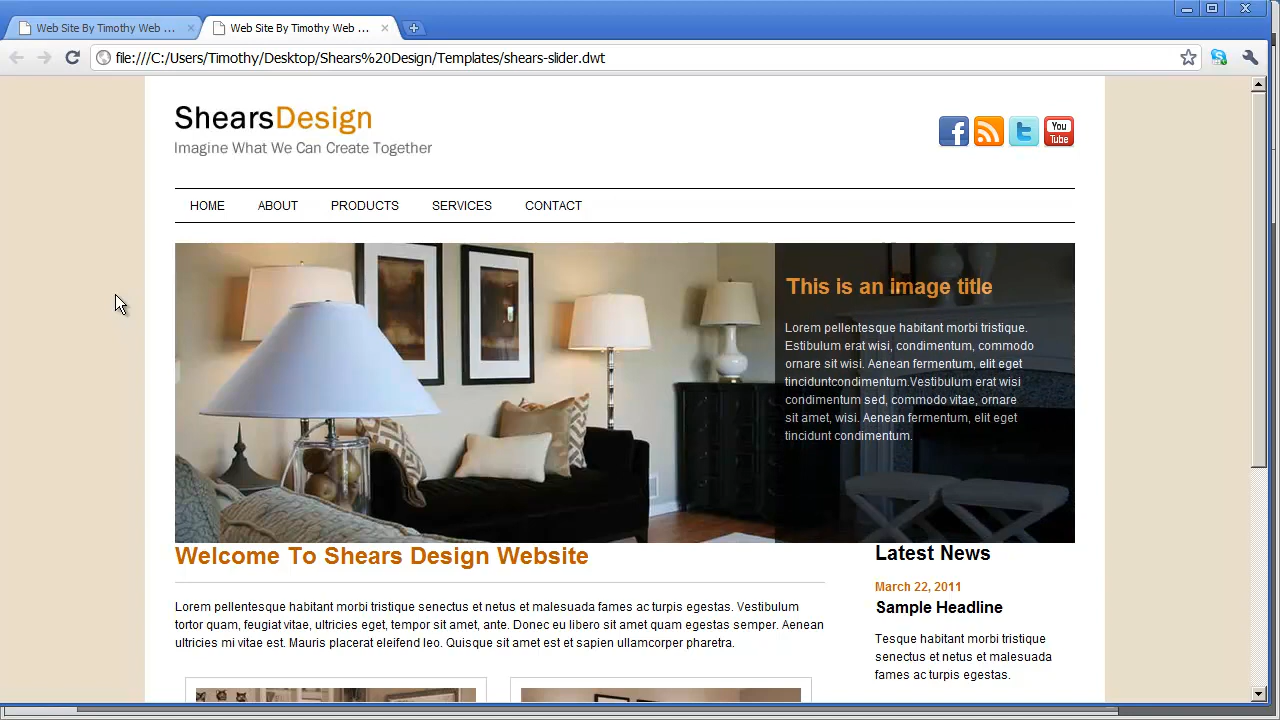 Web Site By Timothy Web ...
Web Site By Timothy Web ...
file:///C:/Users/Timothy/Desktop/Shears%20Design/Templates/shears-slider.dwt
ShearsDesign
Imagine What We Can Create Together
You
Tube
HOME
ABOUT
PRODUCTS
SERVICES
CONTACT
This is an image title
Lorem pellentesque habitant morbi tristique.
Estibulum erat wisi, condimentum, commodo
ornare sit wisi. Aenean fermentum, elit eget
tinciduntcondimentum.Vestibulum erat wisi
condimentum sed, commodo vitae, ornare
sit amet, wisi. Aenean fermentum, elit eget
tincidunt condimentum.
Welcome To Shears Design Website
Lorem pellentesque habitant morbi tristique senectus et netus et malesuada fames ac turpis egestas. Vestibulum
tortor quam, feugiat vitae, ultricies eget, tempor sit amet, ante. Donec eu libero sit amet quam egestas semper. Aenean
ultricies mi vitae est. Mauris placerat eleifend leo. Quisque sit amet est et sapien ullamcorper pharetra.
Latest News
March 22, 2011
Sample Headline
Tesque habitant morbi tristique
senectus et netus et malesuada
fames ac turpis egestas.